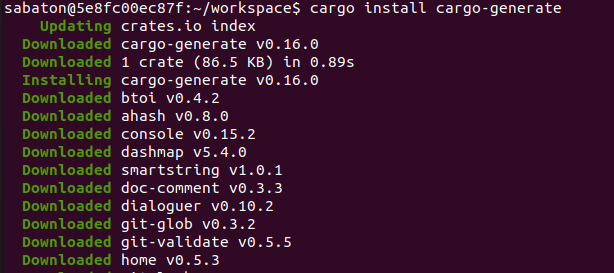 sabaton@5e8fc00ec87f:~/workspace$ cargo install cargo-generate
Updating crates.io index
Downloaded cargo-generate v0.16.0
Downloaded 1 crate (86.5 KB) in 0.89s
Installing cargo-generate v0.16.0
Downloaded btoi v0.4.2
Downloaded ahash v0.8.0
Downloaded console v0.15.2
Downloaded dashmap v5.4.0
Downloaded smartstring v1.0.1
Downloaded doc-comment v0.3.3
Downloaded dialoguer v0.10.2
Downloaded git-glob v0.3.2
Downloaded git-validate v0.5.5
Downloaded home v0.5.3